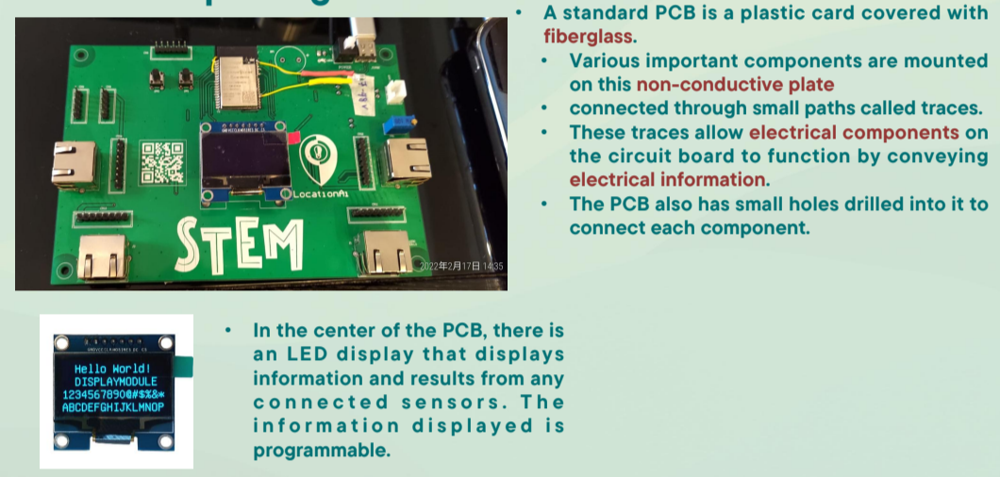 • A standard PCB is a plastic card covered with
fiberglass.
• Various important components are mounted
on this non-conductive plate
• connected through small paths called traces.
• These traces allow electrical components on
the circuit board to function by conveying
electrical information.
• The PCB also has small holes drilled into it to
connect each component.
LocationAi
STEM
2022年2月17日 14:35
Hello World!
DISPLAYMODULE
1234567890@#$%&*
ABCDEFGHIJKLMNOP
• In the center of the PCB, there is
an LED display that displays
information and results from any
connected sensors. The
information displayed is
programmable.